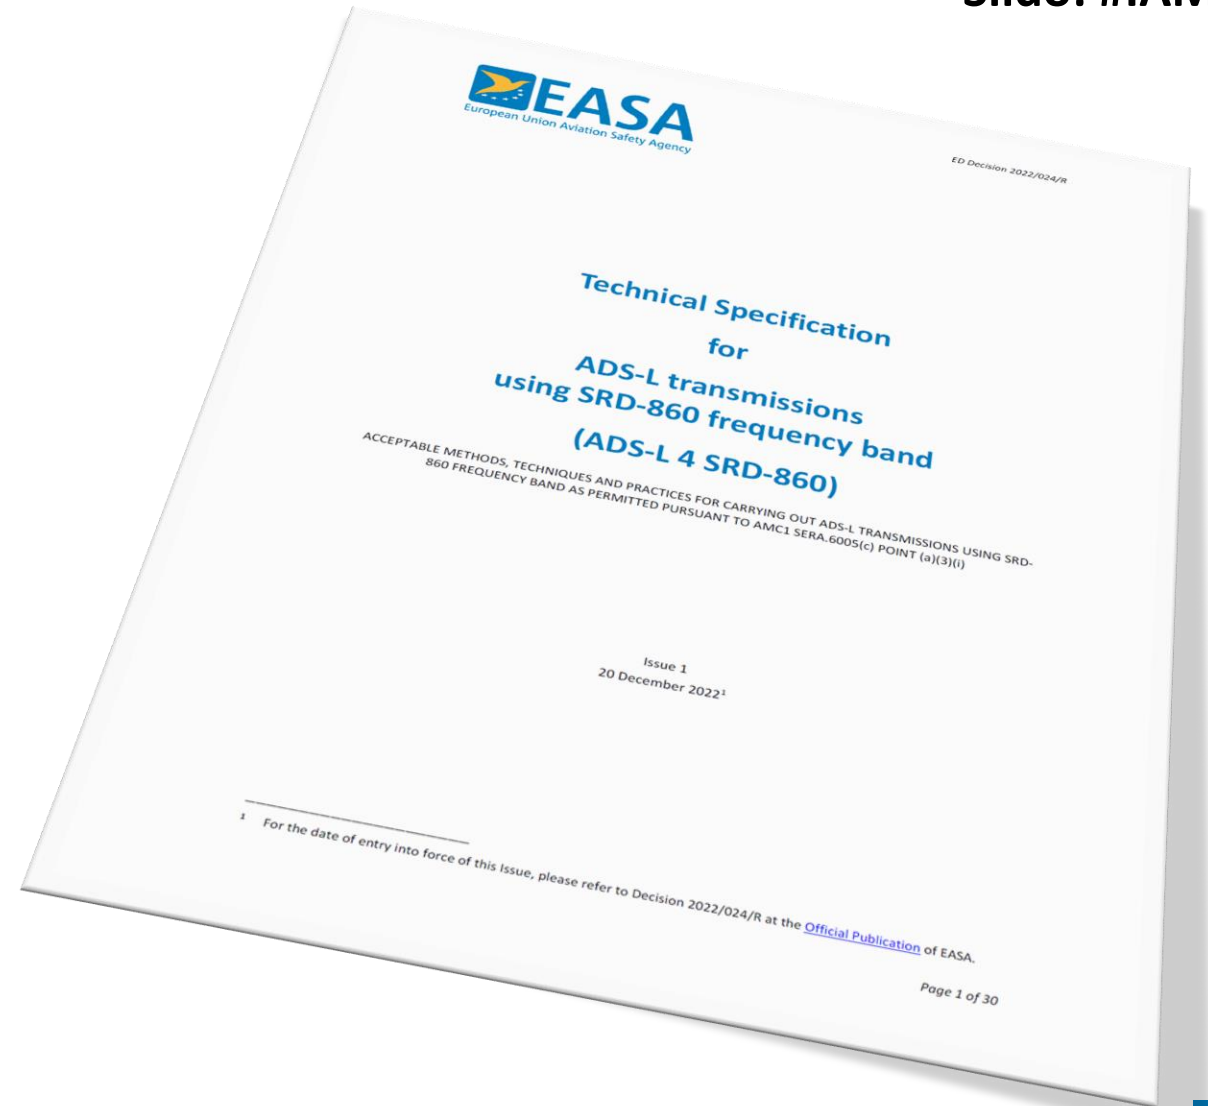 EASA
European Union Aviation Safety Agency
ED Decision 2022/024/R
Technical Specification
for
ADS-L transmissions
using SRD-860 frequency band
(ADS-L 4 SRD-860)
ACCEPTABLE METHODS, TECHNIQUES AND PRACTICES FOR CARRYING OUT ADS-L TRANSMISSIONS USING SRD-
860 FREQUENCY BAND AS PERMITTED PURSUANT TO AMC1 SERA.6005(c) POINT (a)(3)(i)
Issue 1
20 December 2022¹
¹ For the date of entry into force of this Issue, please refer to Decision 2022/024/R at the Official Publication of EASA.
Page 1 of 30